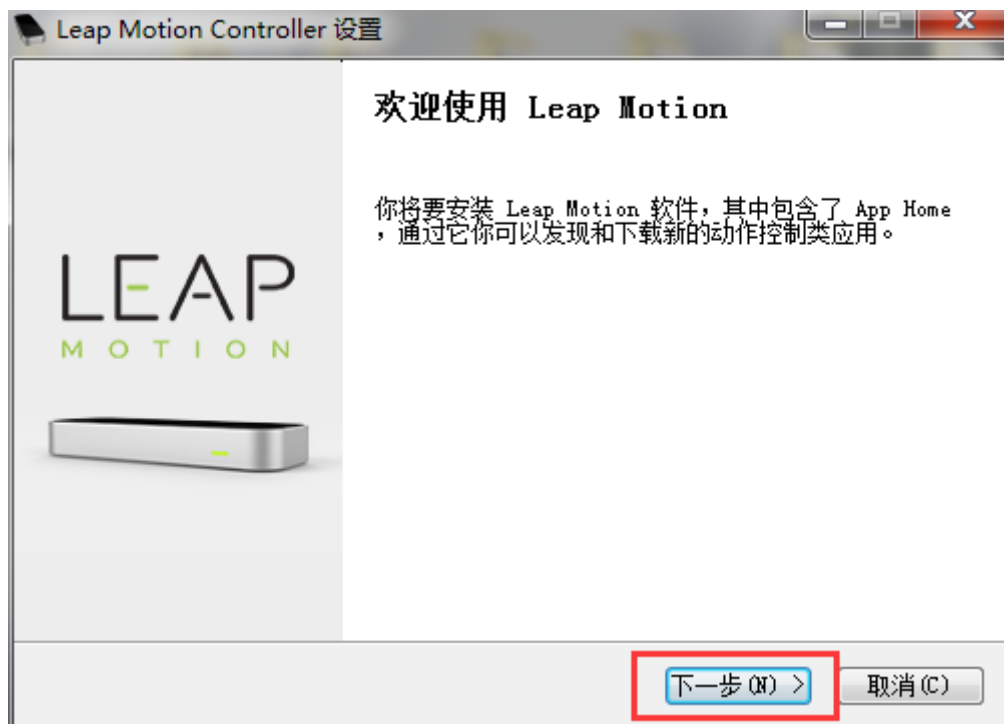 Leap Motion Controller 设置
欢迎使用 Leap Motion
你将要安装 Leap Motion 软件,其中包含了 App Home
,通过它你可以发现和下载新的动作控制类应用。
LEAP
MOTION
下一步(N) >
取消(C)